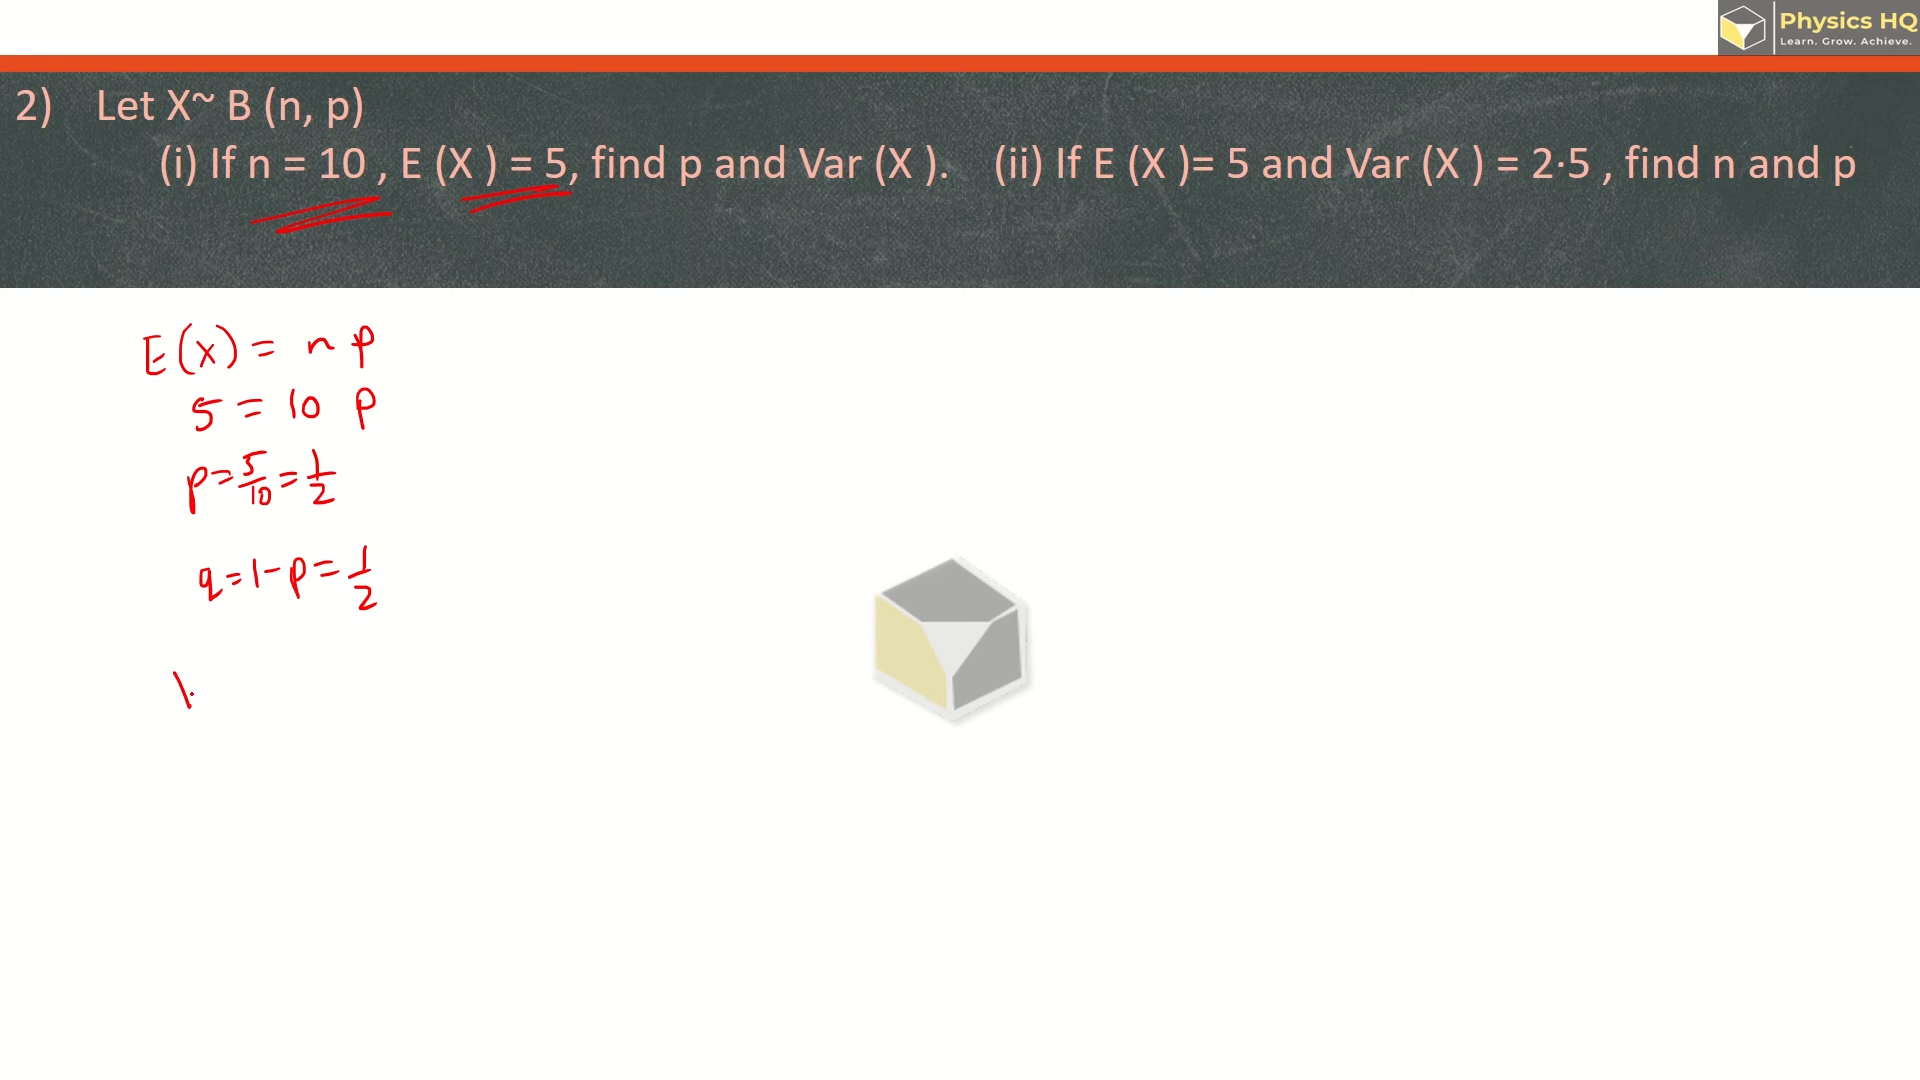 Physics HQ
Learn. Grow. Achieve.
2) Let X~ B (n, p)
(i) If n = 10 , E (X ) = 5, find p and Var (X ). (ii) If E (X )= 5 and Var (X ) = 2·5 , find n and p
E(x) = n p
5 = 10 p
p = 5/10 = 1/2
q = 1 - p = 1/2